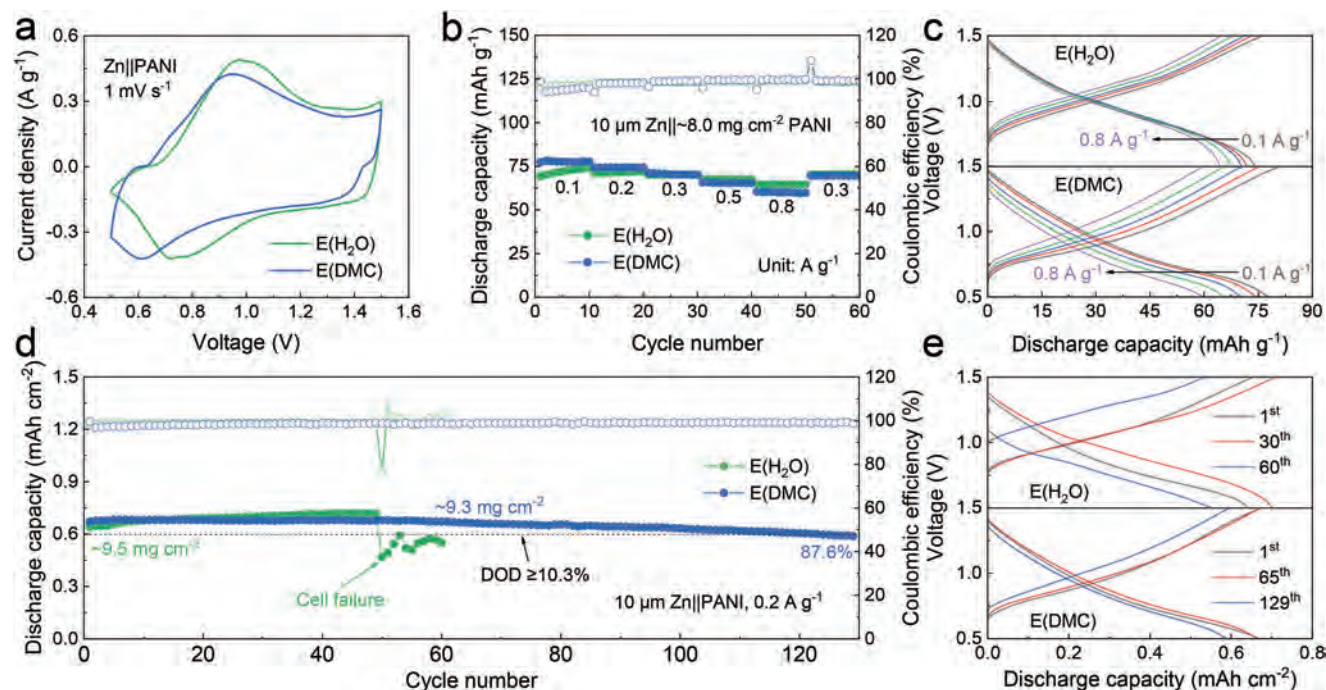 a
Current density (A g⁻¹)
0.6
0.3
0.0
-0.3
-0.6
Zn||PANI
1 mV s⁻¹
E(H₂O)
E(DMC)
0.4 0.6 0.8 1.0 1.2 1.4 1.6
Voltage (V)
b
Discharge capacity (mAh g⁻¹)
150
125
100
75
50
25
0
10 μm Zn||~8.0 mg cm⁻² PANI
0.1 0.2 0.3 0.5 0.8 0.3
E(H₂O)
E(DMC)
Unit: A g⁻¹
120
100
80
60
40
20
0
Coulombic efficiency (%)
0 10 20 30 40 50 60
Cycle number
c
Voltage (V)
1.5
1.0
1.5
1.0
0.5
E(H₂O)
0.8 A g⁻¹ 0.1 A g⁻¹
E(DMC)
0.8 A g⁻¹ 0.1 A g⁻¹
0 15 30 45 60 75 90
Discharge capacity (mAh g⁻¹)
d
Discharge capacity (mAh cm⁻²)
1.5
1.2
0.9
0.6
0.3
0.0
E(H₂O)
E(DMC)
~9.3 mg cm⁻²
~9.5 mg cm⁻²
87.6%
DOD ≥10.3%
Cell failure
10 μm Zn||PANI, 0.2 A g⁻¹
120
100
80
60
40
20
0
Coulombic efficiency (%)
0 20 40 60 80 100 120
Cycle number
e
Voltage (V)
1.5
1.0
1.5
1.0
0.5
1ˢᵗ
30ᵗʰ
60ᵗʰ
E(H₂O)
1ˢᵗ
65ᵗʰ
129ᵗʰ
E(DMC)
0.0 0.2 0.4 0.6 0.8
Discharge capacity (mAh cm⁻²)